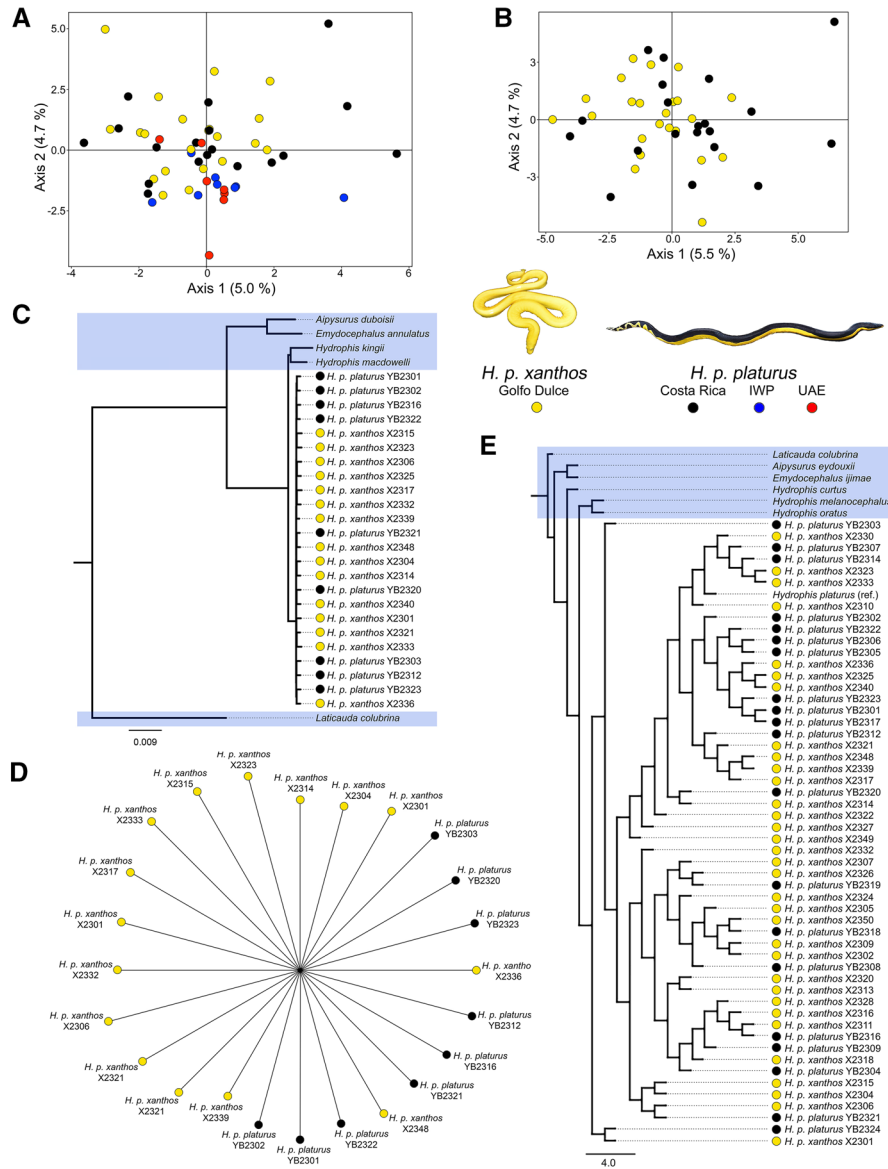 A
5.0
2.5
0.0
-2.5
Axis 2 (4.7 %)
-4
-2
0
2
4
6
Axis 1 (5.0 %)
B
3
0
-3
Axis 2 (4.7 %)
-5.0
-2.5
0.0
2.5
5.0
Axis 1 (5.5 %)
H. p. xanthos
Golfo Dulce
H. p. platurus
Costa Rica
IWP
UAE
C
Aipysurus duboisii
Emydocephalus annulatus
Hydrophis kingii
Hydrophis macdowelli
H. p. platurus YB2301
H. p. platurus YB2302
H. p. platurus YB2316
H. p. platurus YB2322
H. p. xanthos X2315
H. p. xanthos X2323
H. p. xanthos X2306
H. p. xanthos X2325
H. p. xanthos X2317
H. p. xanthos X2332
H. p. xanthos X2339
H. p. platurus YB2321
H. p. xanthos X2348
H. p. xanthos X2304
H. p. xanthos X2314
H. p. platurus YB2320
H. p. xanthos X2340
H. p. xanthos X2301
H. p. xanthos X2321
H. p. xanthos X2333
H. p. platurus YB2303
H. p. platurus YB2312
H. p. platurus YB2323
H. p. xanthos X2336
Laticauda colubrina
0.009
D
H. p. xanthos
X2323
H. p. xanthos
X2314
H. p. xanthos
X2304
H. p. xanthos
X2301
H. p. platurus
YB2303
H. p. platurus
YB2320
H. p. platurus
YB2323
H. p. xantho
X2336
H. p. platurus
YB2312
H. p. platurus
YB2316
H. p. platurus
YB2321
H. p. xanthos
X2348
H. p. platurus
YB2322
H. p. platurus
YB2301
H. p. platurus
YB2302
H. p. xanthos
X2339
H. p. xanthos
X2321
H. p. xanthos
X2321
H. p. xanthos
X2306
H. p. xanthos
X2332
H. p. xanthos
X2301
H. p. xanthos
X2317
H. p. xanthos
X2333
H. p. xanthos
X2315
E
Laticauda colubrina
Aipysurus eydouxii
Emydocephalus ijimae
Hydrophis curtus
Hydrophis melanocephalus
Hydrophis oratus
H. p. platurus YB2303
H. p. xanthos X2330
H. p. platurus YB2307
H. p. platurus YB2314
H. p. xanthos X2323
H. p. xanthos X2333
Hydrophis platurus (ref.)
H. p. xanthos X2310
H. p. platurus YB2302
H. p. platurus YB2322
H. p. platurus YB2306
H. p. platurus YB2305
H. p. xanthos X2336
H. p. xanthos X2325
H. p. xanthos X2340
H. p. platurus YB2323
H. p. platurus YB2301
H. p. platurus YB2317
H. p. platurus YB2312
H. p. xanthos X2321
H. p. xanthos X2348
H. p. xanthos X2339
H. p. xanthos X2317
H. p. platurus YB2320
H. p. xanthos X2314
H. p. xanthos X2322
H. p. xanthos X2327
H. p. xanthos X2349
H. p. xanthos X2332
H. p. xanthos X2307
H. p. xanthos X2326
H. p. platurus YB2319
H. p. xanthos X2324
H. p. xanthos X2305
H. p. xanthos X2350
H. p. platurus YB2318
H. p. xanthos X2309
H. p. xanthos X2302
H. p. platurus YB2308
H. p. xanthos X2320
H. p. xanthos X2313
H. p. xanthos X2328
H. p. xanthos X2316
H. p. xanthos X2311
H. p. platurus YB2316
H. p. platurus YB2309
H. p. xanthos X2318
H. p. platurus YB2304
H. p. xanthos X2315
H. p. xanthos X2304
H. p. xanthos X2306
H. p. platurus YB2321
H. p. platurus YB2324
H. p. xanthos X2301
4.0